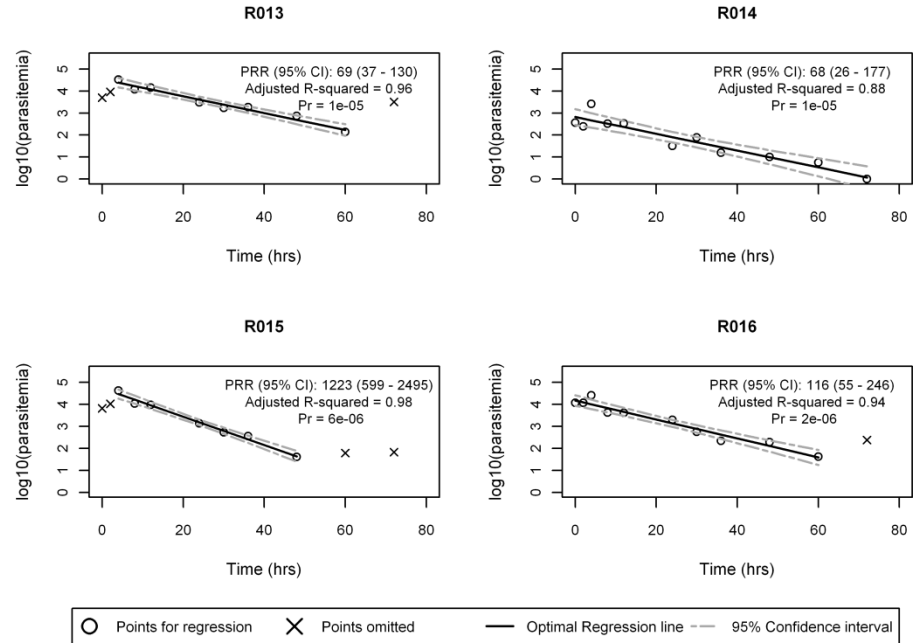 R013
PRR (95% CI): 69 (37 - 130)
Adjusted R-squared = 0.96
Pr = 1e-05
log10(parasitemia)
5
4
3
2
1
0
0 20 40 60 80
Time (hrs)
R014
PRR (95% CI): 68 (26 - 177)
Adjusted R-squared = 0.88
Pr = 1e-05
log10(parasitemia)
5
4
3
2
1
0
0 20 40 60 80
Time (hrs)
R015
PRR (95% CI): 1223 (599 - 2495)
Adjusted R-squared = 0.98
Pr = 6e-06
log10(parasitemia)
5
4
3
2
1
0
0 20 40 60 80
Time (hrs)
R016
PRR (95% CI): 116 (55 - 246)
Adjusted R-squared = 0.94
Pr = 2e-06
log10(parasitemia)
5
4
3
2
1
0
0 20 40 60 80
Time (hrs)
Points for regression Points omitted Optimal Regression line 95% Confidence interval